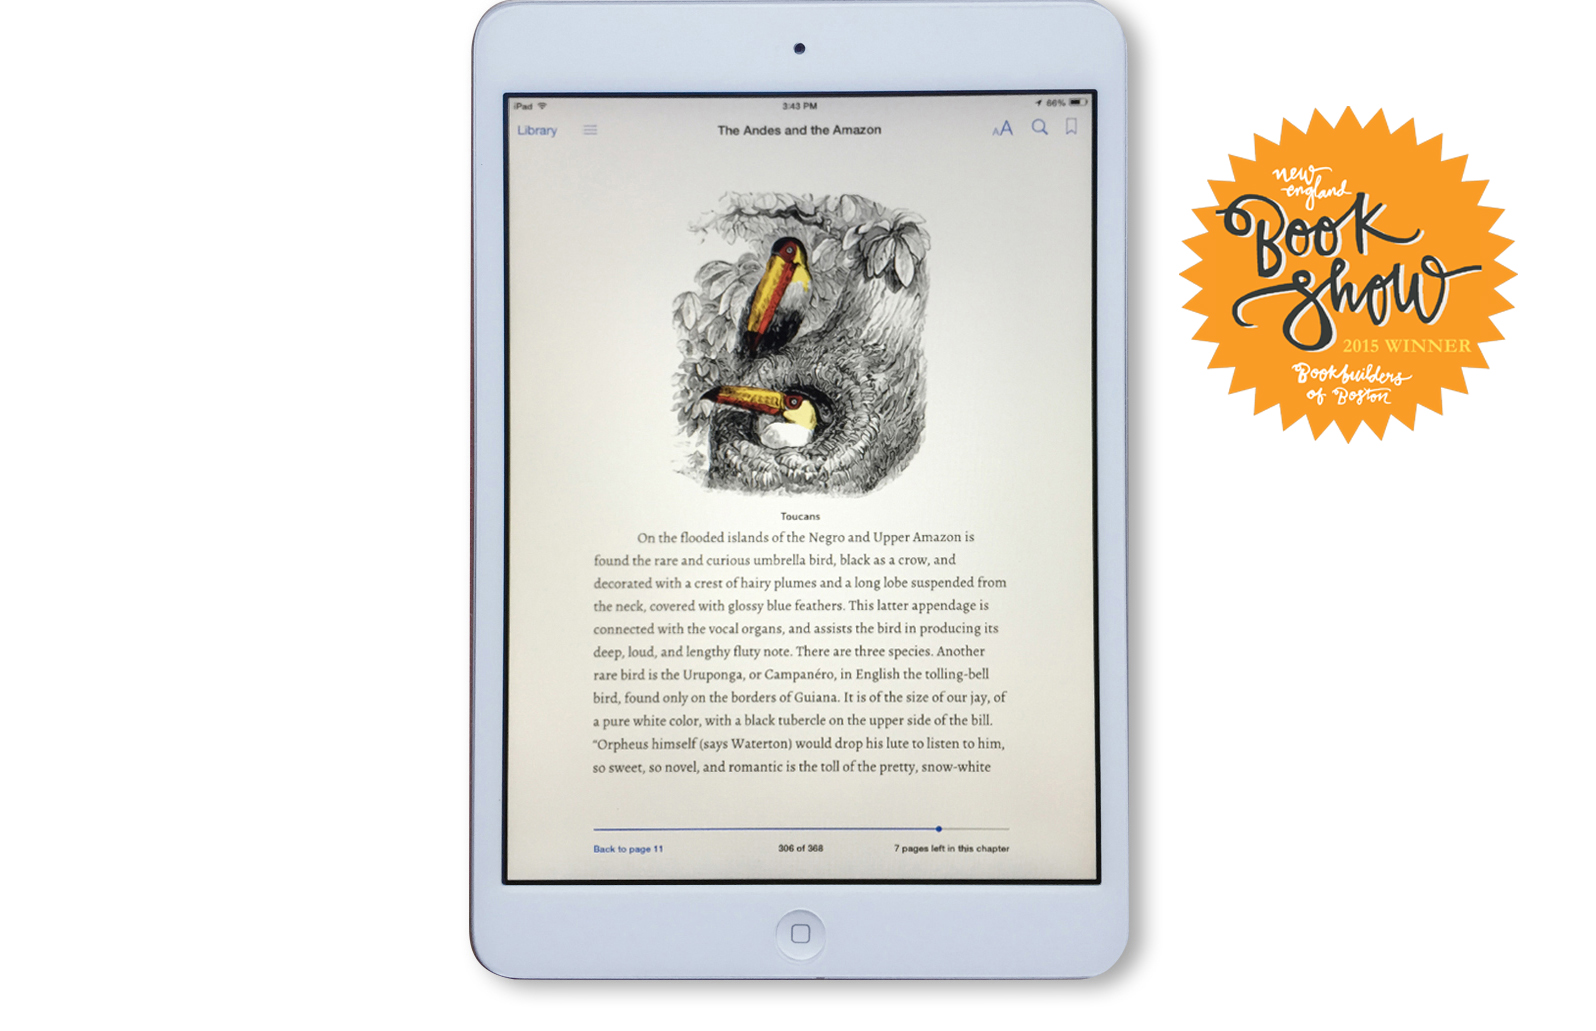 iPad 3:43 PM 66%
Library The Andes and the Amazon AA
Toucans
On the flooded islands of the Negro and Upper Amazon is
found the rare and curious umbrella bird, black as a crow, and
decorated with a crest of hairy plumes and a long lobe suspended from
the neck, covered with glossy blue feathers. This latter appendage is
connected with the vocal organs, and assists the bird in producing its
deep, loud, and lengthy fluty note. There are three species. Another
rare bird is the Uruponga, or Campanéro, in English the tolling-bell
bird, found only on the borders of Guiana. It is of the size of our jay, of
a pure white color, with a black tubercle on the upper side of the bill.
“Orpheus himself (says Waterton) would drop his lute to listen to him,
so sweet, so novel, and romantic is the toll of the pretty, snow-white
Back to page 11 306 of 368 7 pages left in this chapter
new
england
Book
Show
2015 WINNER
Bookbuilders
of Boston